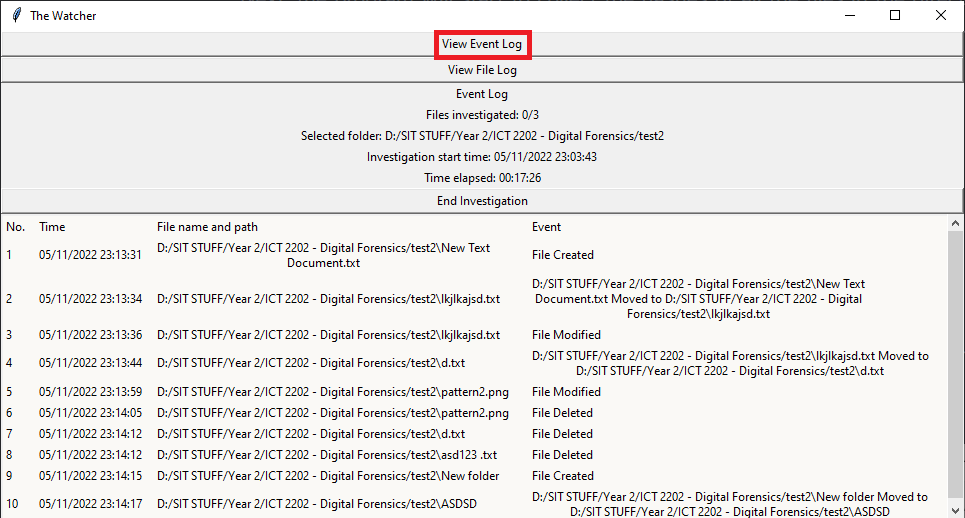 The Watcher
View Event Log
View File Log
Event Log
Files investigated: 0/3
Selected folder: D:/SIT STUFF/Year 2/ICT 2202 - Digital Forensics/test2
Investigation start time: 05/11/2022 23:03:43
Time elapsed: 00:17:26
End Investigation
No. Time File name and path Event
1 05/11/2022 23:13:31 D:/SIT STUFF/Year 2/ICT 2202 - Digital Forensics/test2\New Text
Document.txt File Created
2 05/11/2022 23:13:34 D:/SIT STUFF/Year 2/ICT 2202 - Digital Forensics/test2\lkjlkajsd.txt D:/SIT STUFF/Year 2/ICT 2202 - Digital Forensics/test2\New Text
Document.txt Moved to D:/SIT STUFF/Year 2/ICT 2202 - Digital
Forensics/test2\lkjlkajsd.txt
3 05/11/2022 23:13:36 D:/SIT STUFF/Year 2/ICT 2202 - Digital Forensics/test2\lkjlkajsd.txt File Modified
4 05/11/2022 23:13:44 D:/SIT STUFF/Year 2/ICT 2202 - Digital Forensics/test2\d.txt D:/SIT STUFF/Year 2/ICT 2202 - Digital Forensics/test2\lkjlkajsd.txt Moved to
D:/SIT STUFF/Year 2/ICT 2202 - Digital Forensics/test2\d.txt
5 05/11/2022 23:13:59 D:/SIT STUFF/Year 2/ICT 2202 - Digital Forensics/test2\pattern2.png File Modified
6 05/11/2022 23:14:05 D:/SIT STUFF/Year 2/ICT 2202 - Digital Forensics/test2\pattern2.png File Deleted
7 05/11/2022 23:14:12 D:/SIT STUFF/Year 2/ICT 2202 - Digital Forensics/test2\d.txt File Deleted
8 05/11/2022 23:14:12 D:/SIT STUFF/Year 2/ICT 2202 - Digital Forensics/test2\asd123 .txt File Deleted
9 05/11/2022 23:14:15 D:/SIT STUFF/Year 2/ICT 2202 - Digital Forensics/test2\New folder File Created
10 05/11/2022 23:14:17 D:/SIT STUFF/Year 2/ICT 2202 - Digital Forensics/test2\ASDSD D:/SIT STUFF/Year 2/ICT 2202 - Digital Forensics/test2\New folder Moved to
D:/SIT STUFF/Year 2/ICT 2202 - Digital Forensics/test2\ASDSD